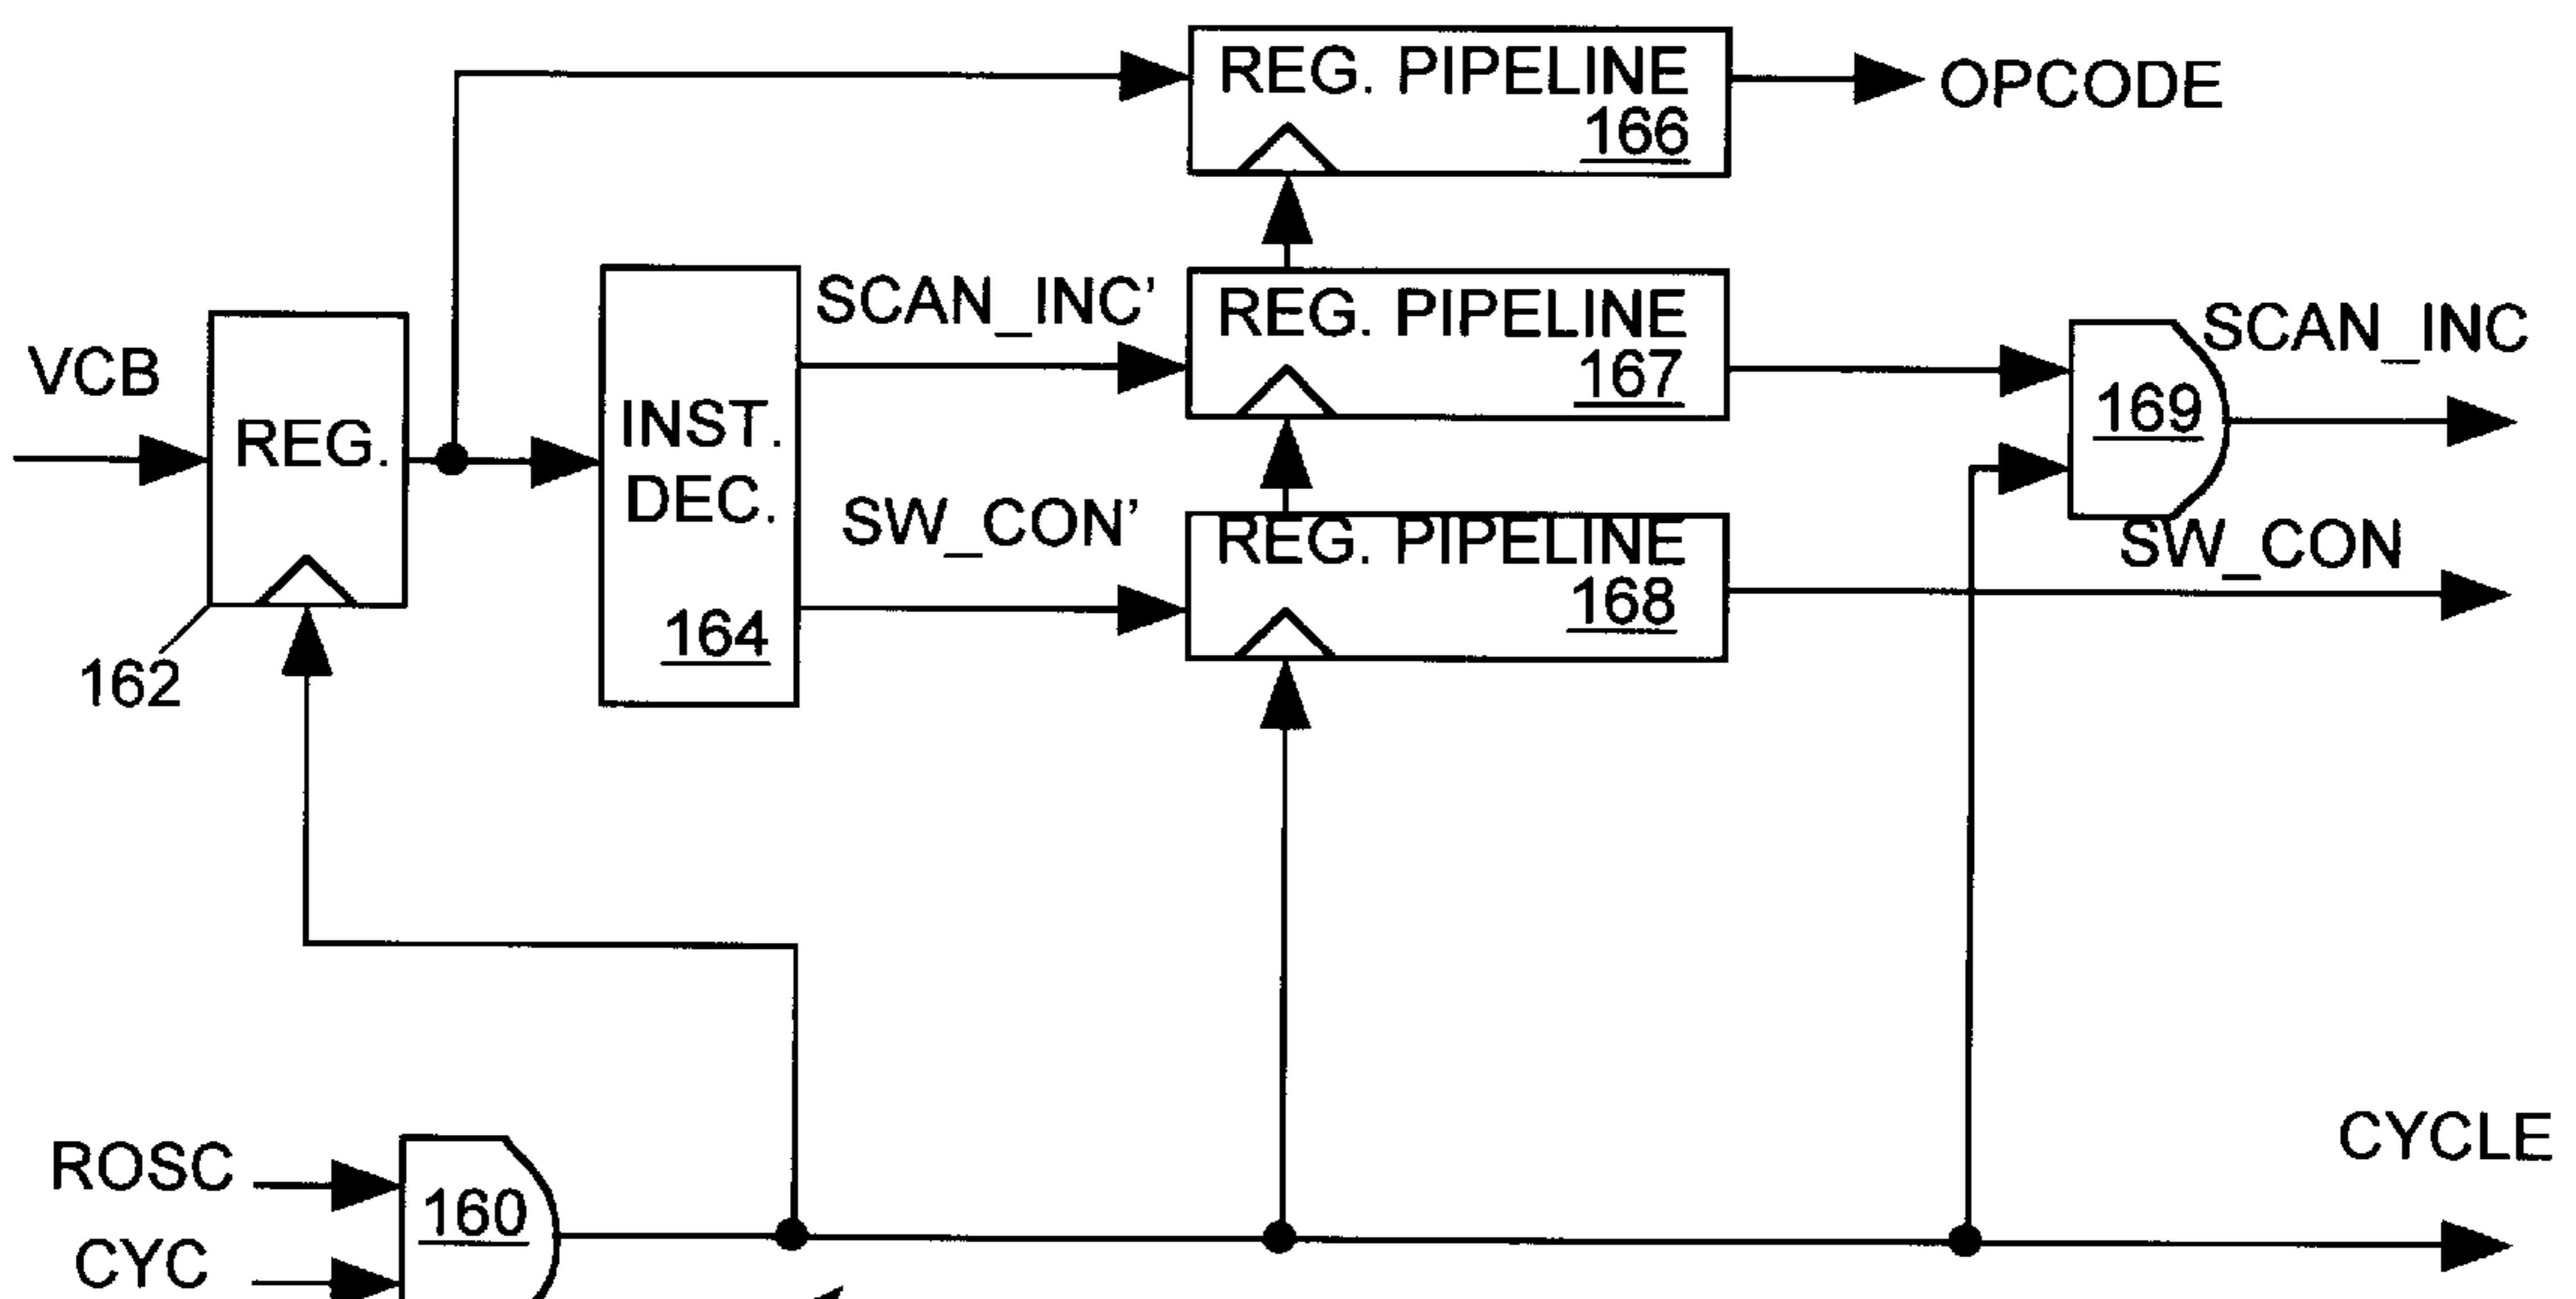 REG. PIPELINE
166
OPCODE
VCB
REG.
162
INST.
DEC.
164
SCAN_INC’
SW_CON’
REG. PIPELINE
167
REG. PIPELINE
168
169
SCAN_INC
SW_CON
ROSC
CYC
160
CYCLE